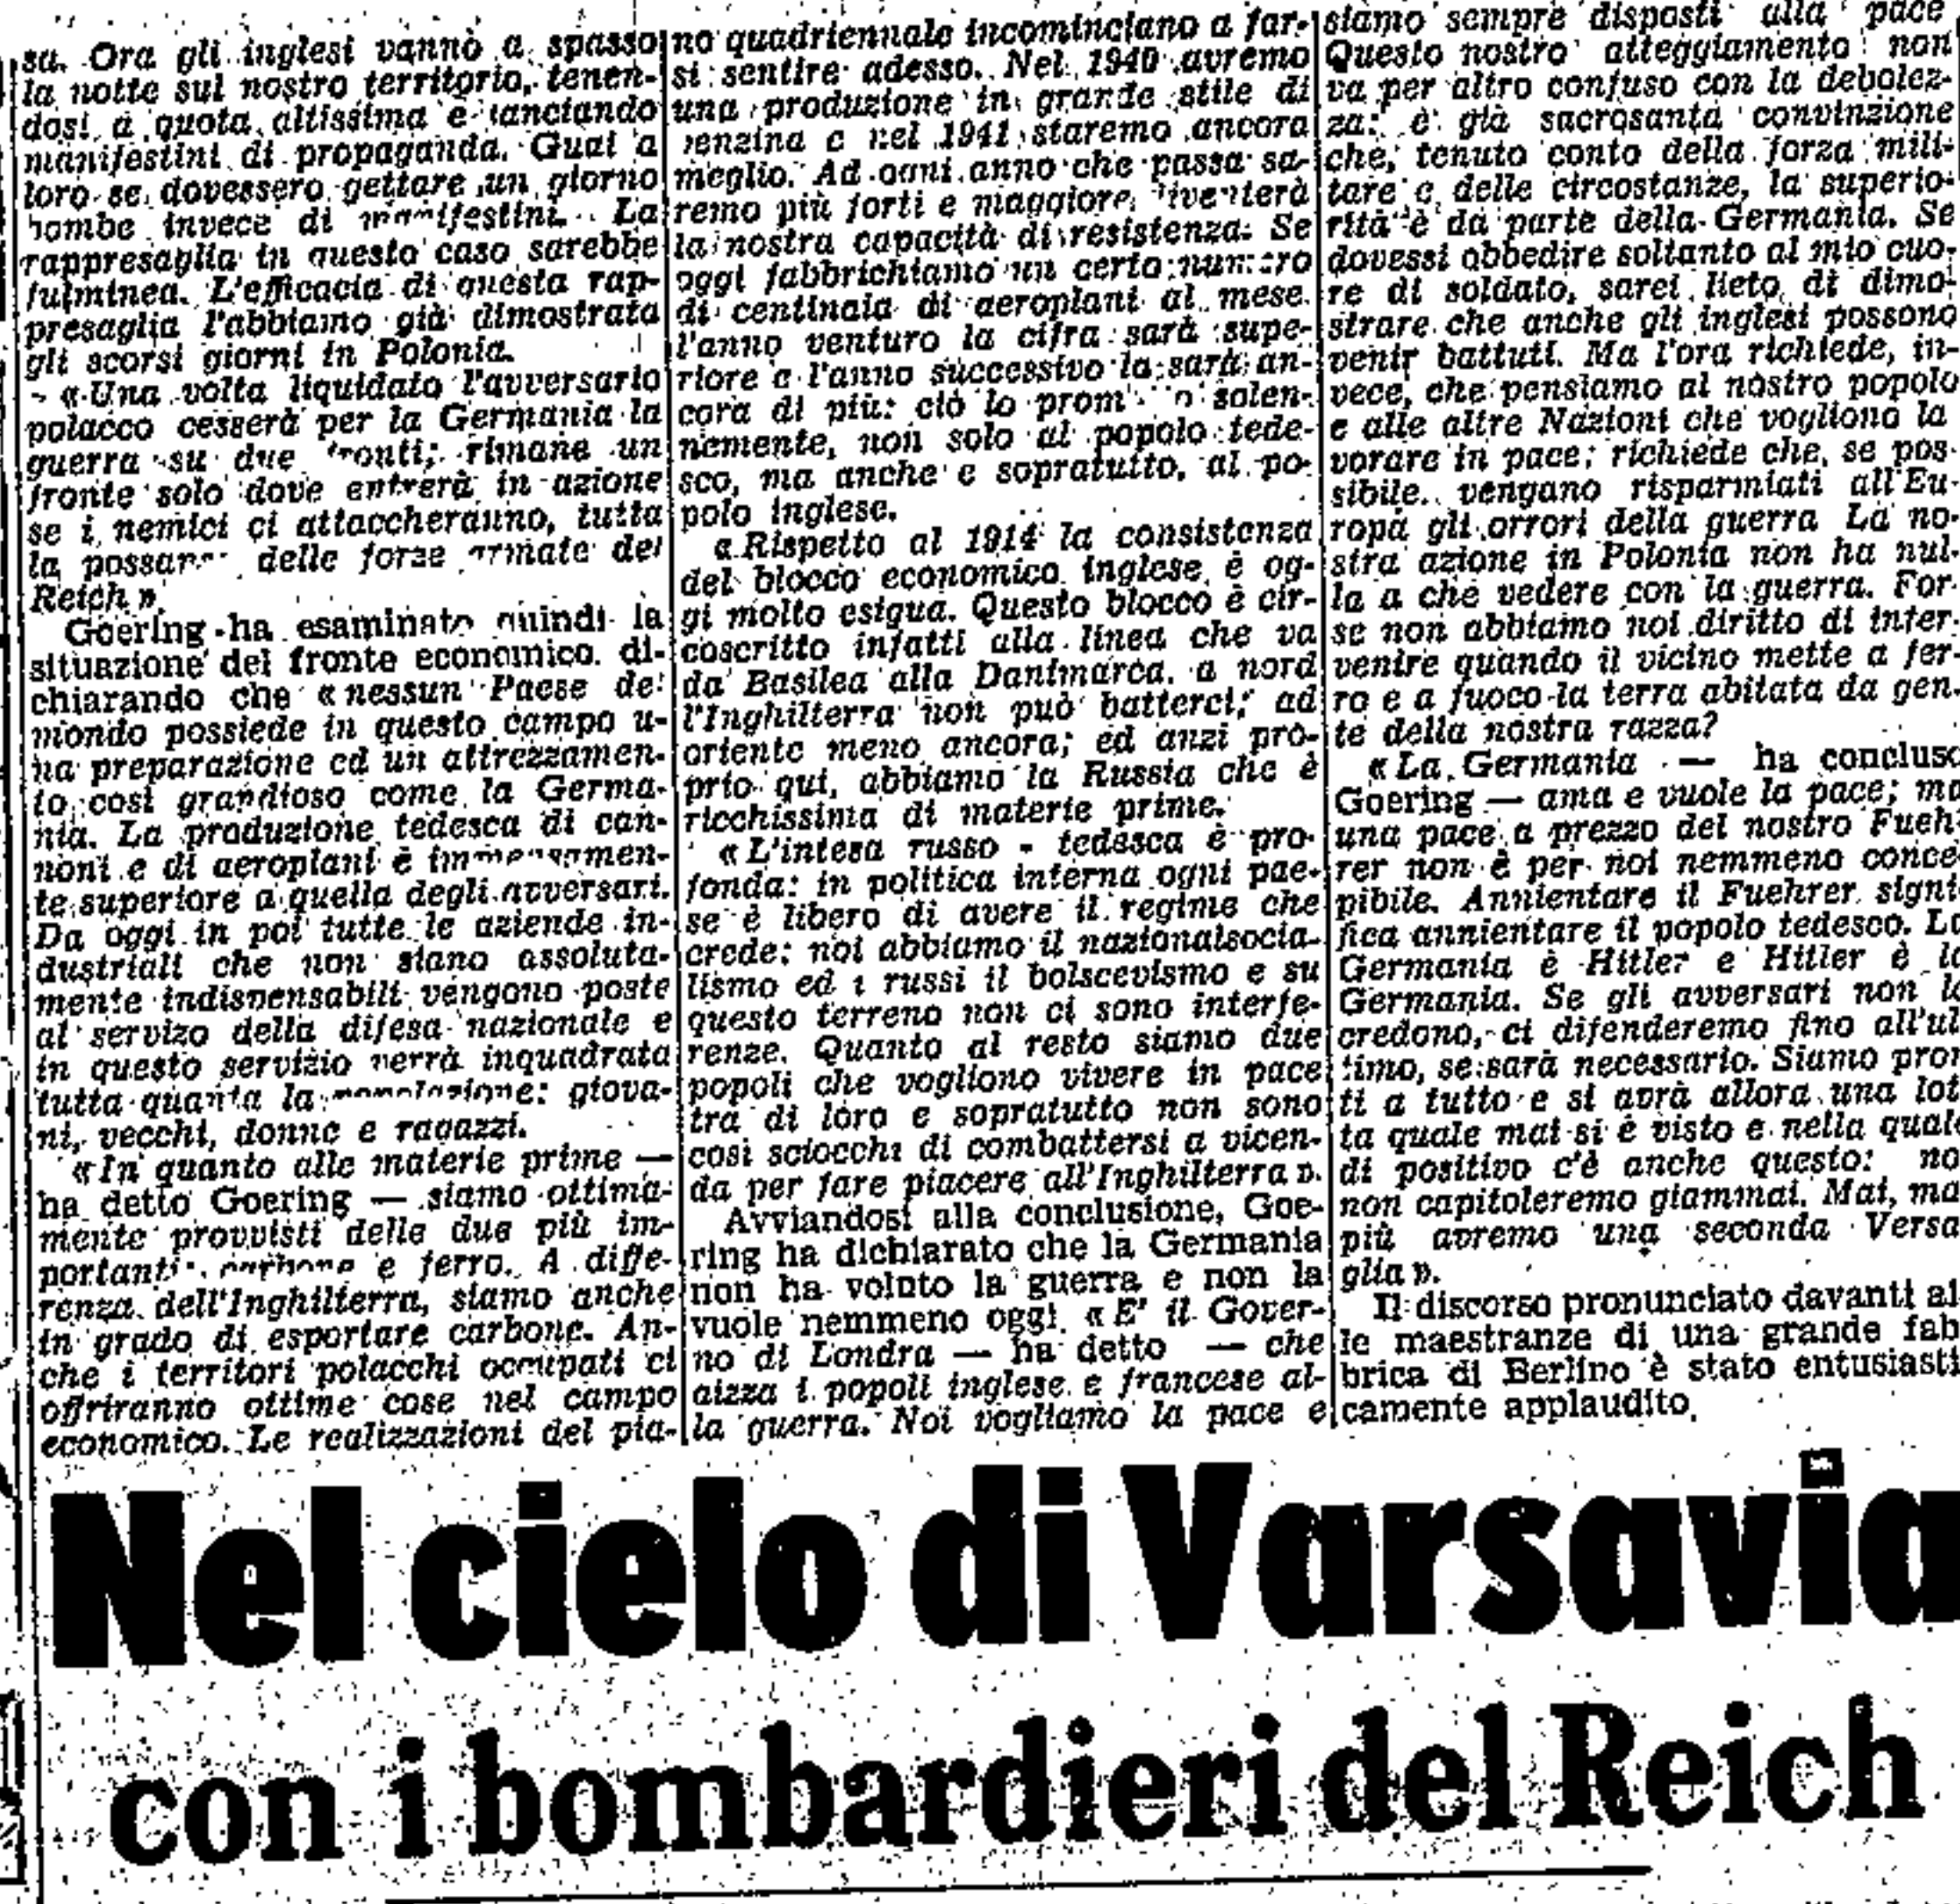 sa. Ora gli inglesi vanno a spasso
la notte sul nostro territorio, tenen-
dosi a quota altissima e lanciando
manifestini di propaganda. Guai a
loro se dovessero gettare un giorno
bombe invece di manifestini. La
rappresaglia in questo caso sarebbe
fulminea. L'efficacia di questa rap-
presaglia l'abbiamo già dimostrata
gli scorsi giorni in Polonia.
- « Una volta liquidato l'avversario
polacco cesserà per la Germania la
guerra su due fronti; rimane un
fronte solo dove entrerà in azione
se i nemici ci attaccheranno, tutta
la delle forze armate del
Reich ».
Goering ha esaminato quindi la
situazione del fronte economico. di-
chiarando che « nessun Paese del
mondo possiede in questo campo u-
na preparazione ed un attrezzamen-
to così grandioso come la Germa-
nia. La produzione tedesca di can-
noni e di aeroplani è immensamen-
te superiore a quella degli avversari.
Da oggi in poi tutte le aziende in-
dustriali che non siano assoluta-
mente indispensabili vengono poste
al servizo della difesa nazionale e
in questo servizio verrà inquadrata
tutta quanta la popolazione: giova-
ni, vecchi, donne e ragazzi.
« In quanto alle materie prime —
ha detto Goering — siamo ottima-
mente provvisti delle due più im-
portanti: carbone e ferro. A diffe-
renza dell'Inghilterra, siamo anche
in grado di esportare carbone. An-
che i territori polacchi occupati ci
offriranno ottime cose nel campo
economico. Le realizzazioni del pia-
no quadriennale incominciano a far-
si sentire adesso. Nel 1940 avremo
una produzione in grande stile di
benzina e nel 1941 staremo ancora
meglio. Ad ogni anno che passa sa-
remo più forti e maggiore diventerà
la nostra capacità di resistenza. Se
oggi fabbrichiamo un certo numero
di centinaia di aeroplani al mese
l'anno venturo la cifra sarà supe-
riore e l'anno successivo lo sarà an-
cora di più: ciò lo prometto solen-
nemente, non solo al popolo tede-
sco, ma anche e sopratutto, al po-
polo inglese.
« Rispetto al 1914 la consistenza
del blocco economico inglese è og-
gi molto esigua. Questo blocco è cir-
coscritto infatti alla linea che va
da Basilea alla Danimarca. a nord
l'Inghilterra non può batterci; ad
oriente meno ancora; ed anzi pro-
prio qui, abbiamo la Russia che è
ricchissima di materie prime.
« L'intesa russo - tedesca è pro-
fonda: in politica interna ogni pae-
se è libero di avere il regime che
crede: noi abbiamo il nazionalsocia-
lismo ed i russi il bolscevismo e su
questo terreno non ci sono interfe-
renze. Quanto al resto siamo due
popoli che vogliono vivere in pace
tra di loro e sopratutto non sono
così sciocchi di combattersi a vicen-
da per fare piacere all'Inghilterra ».
Avviandosi alla conclusione, Goe-
ring ha dichiarato che la Germania
non ha voluto la guerra e non la
vuole nemmeno oggi. « E' il Gover-
no di Londra — ha detto — che
aizza i popoli inglese e francese al-
la guerra. Noi vogliamo la pace e
siamo sempre disposti alla pace
Questo nostro atteggiamento non
va per altro confuso con la debolez-
za: è già sacrosanta convinzione
che, tenuto conto della forza mili-
tare e delle circostanze, la superio-
rità è da parte della Germania. Se
dovessi obbedire soltanto al mio cuo-
re di soldato, sarei lieto di dimo-
strare che anche gli inglesi possono
venir battuti. Ma l'ora richiede, in-
vece, che pensiamo al nostro popolo
e alle altre Nazioni che vogliono la
vorare in pace; richiede che, se pos-
sibile. vengano risparmiati all'Eu-
ropa gli orrori della guerra La no-
stra azione in Polonia non ha nul-
la a che vedere con la guerra. For-
se non abbiamo noi diritto di inter-
venire quando il vicino mette a fer-
ro e a fuoco la terra abitata da gen-
te della nostra razza?
« La Germania — ha concluso
Goering — ama e vuole la pace; ma
una pace a prezzo del nostro Fueh-
rer non è per noi nemmeno conce-
pibile. Annientare il Fuehrer signi
fica annientare il popolo tedesco. La
Germania è Hitler e Hitler è la
Germania. Se gli avversari non lo
credono, ci difenderemo fino all'ul
timo, se sarà necessario. Siamo pron
ti a tutto e si avrà allora una lot
ta quale mai si è visto e nella quale
di positivo c'è anche questo: no
non capitoleremo giammai. Mai, ma
più avremo una seconda Versa
glia ».
Il discorso pronunciato davanti al
le maestranze di una grande fab
brica di Berlino è stato entusiasti
camente applaudito.
Nel cielo di Varsavia
con i bombardieri del Reich